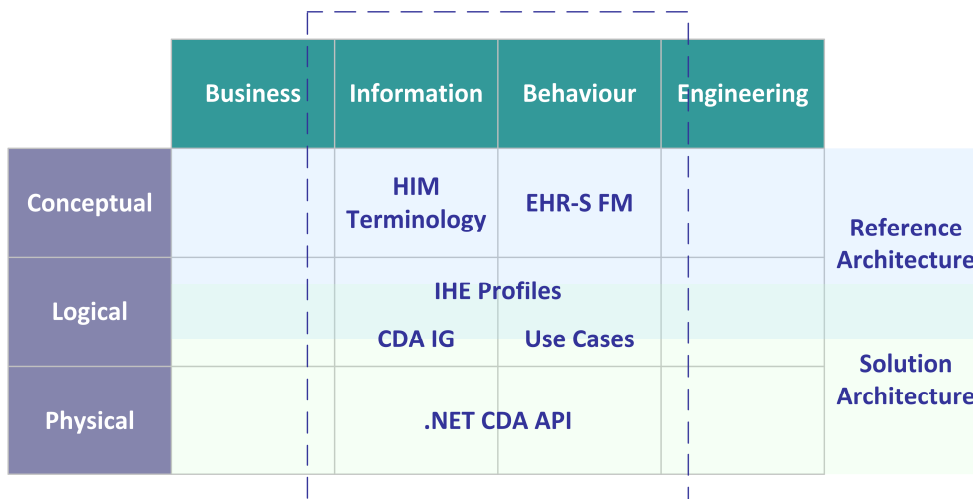 Business Information Behaviour Engineering
Conceptual
HIM
Terminology
EHR-S FM
Reference
Architecture
Logical
IHE Profiles
CDA IG
Use Cases
Solution
Architecture
Physical
.NET CDA API